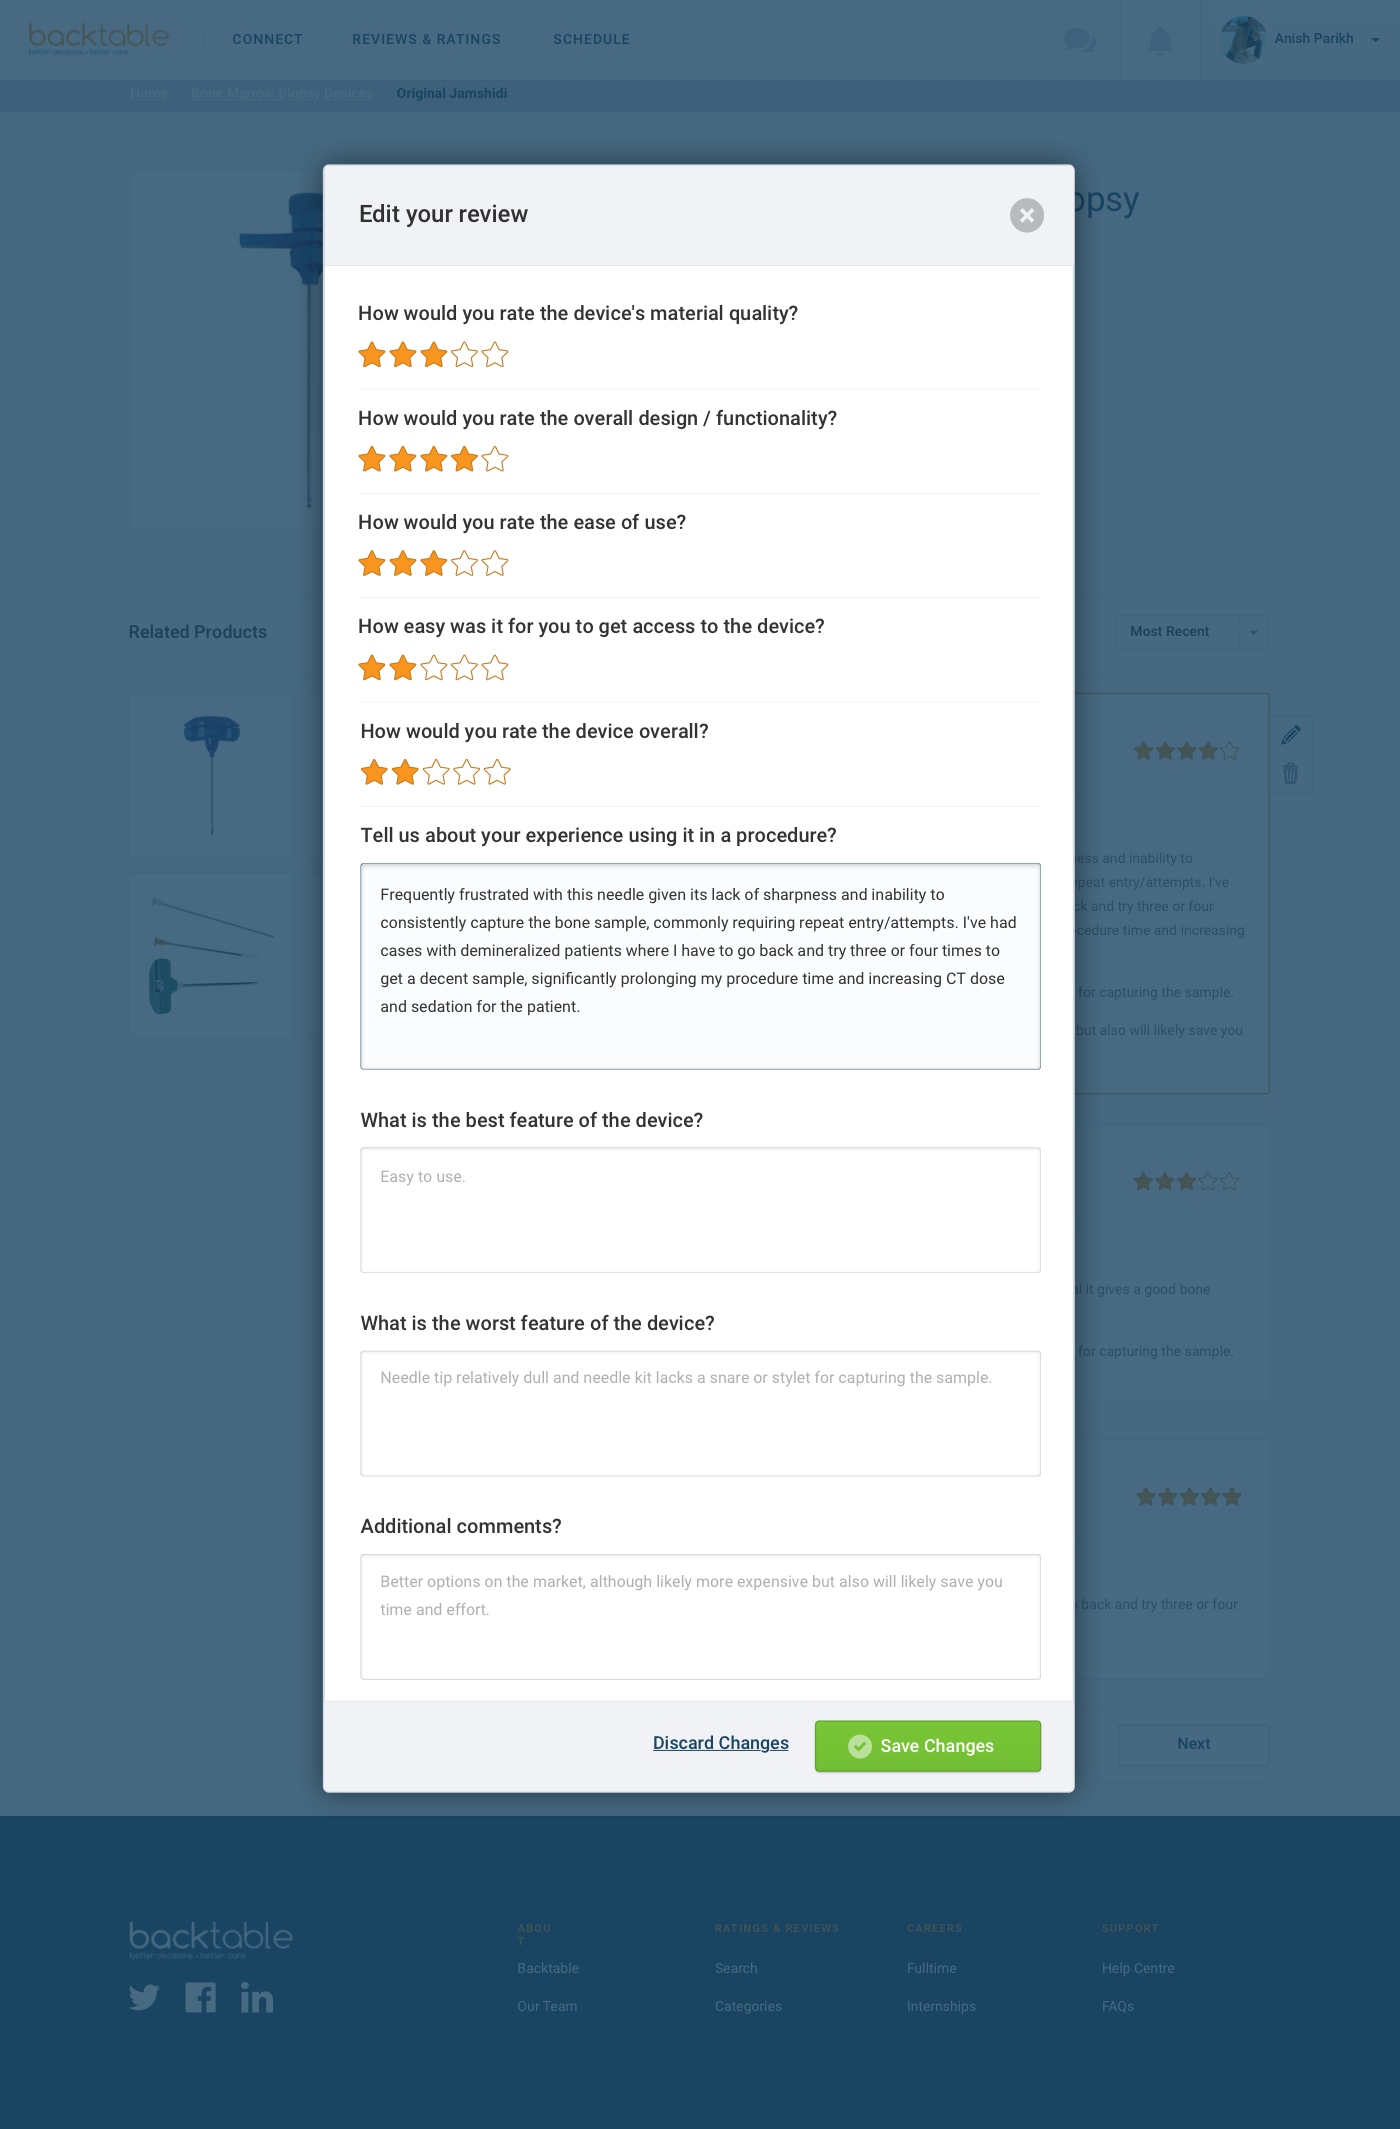 backtable
better decisions • better care
CONNECT
REVIEWS & RATINGS
SCHEDULE
Anish Parikh
Home
Bone Marrow Biopsy Devices
Original Jamshidi
opsy
Edit your review
How would you rate the device's material quality?
How would you rate the overall design / functionality?
How would you rate the ease of use?
How easy was it for you to get access to the device?
How would you rate the device overall?
Tell us about your experience using it in a procedure?
Frequently frustrated with this needle given its lack of sharpness and inability to
consistently capture the bone sample, commonly requiring repeat entry/attempts. I've had
cases with demineralized patients where I have to go back and try three or four times to
get a decent sample, significantly prolonging my procedure time and increasing CT dose
and sedation for the patient.
What is the best feature of the device?
Easy to use.
What is the worst feature of the device?
Needle tip relatively dull and needle kit lacks a snare or stylet for capturing the sample.
Additional comments?
Better options on the market, although likely more expensive but also will likely save you
time and effort.
Discard Changes
Save Changes
Related Products
Most Recent
ess and inability to
epeat entry/attempts. I've
ck and try three or four
ocedure time and increasing
for capturing the sample.
but also will likely save you
al it gives a good bone
for capturing the sample.
back and try three or four
Next
backtable
better decisions • better care
ABOU
T
Backtable
Our Team
RATINGS & REVIEWS
Search
Categories
CAREERS
Fulltime
Internships
SUPPORT
Help Centre
FAQs